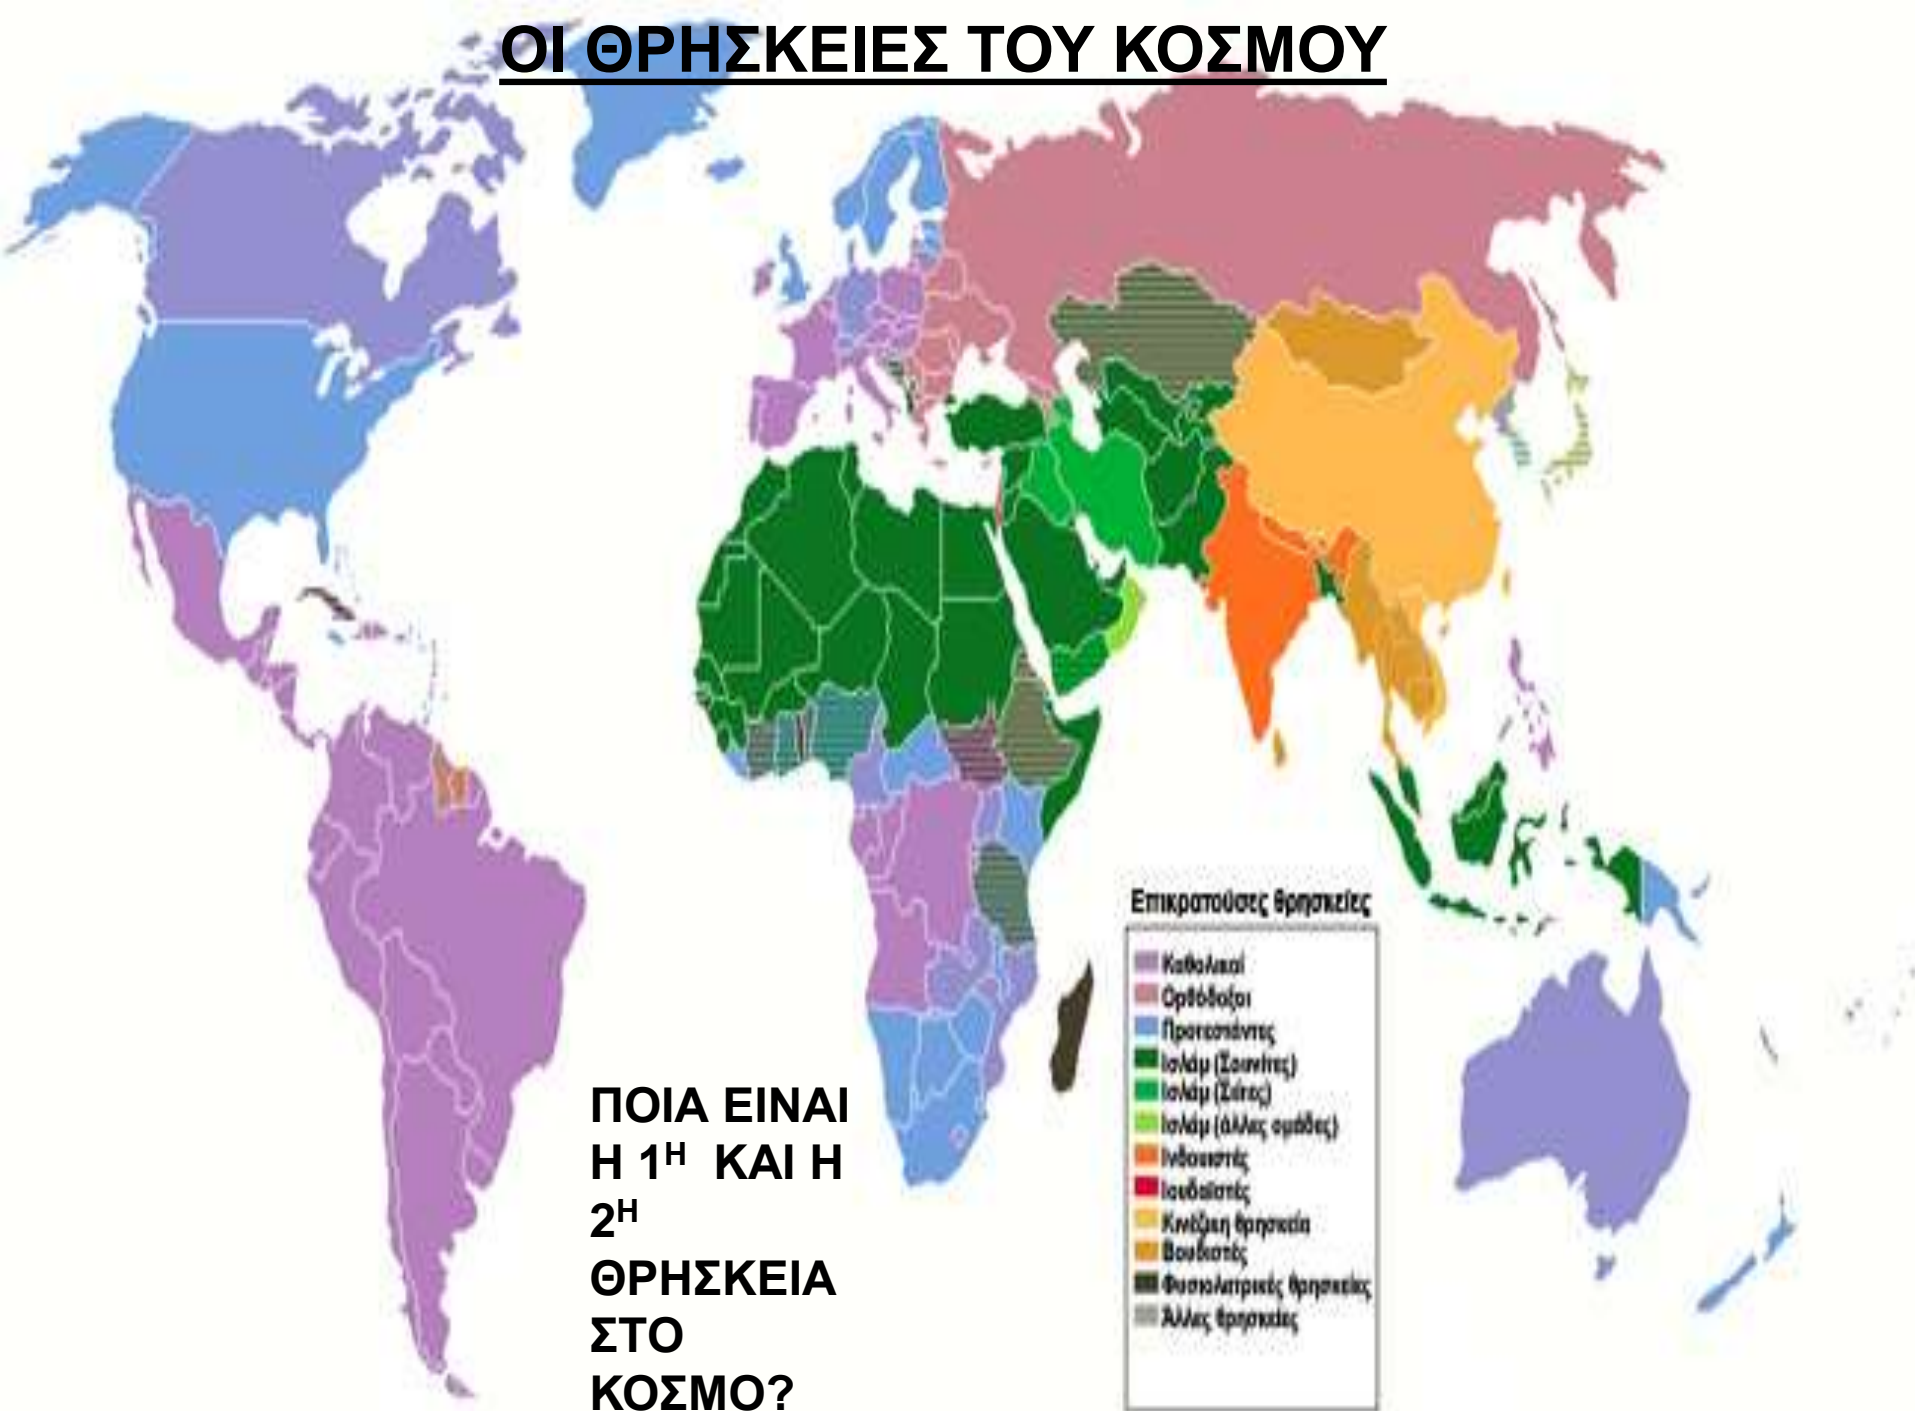 ΟΙ ΘΡΗΣΚΕΙΕΣ ΤΟΥ ΚΟΣΜΟΥ
ΠΟΙΑ ΕΙΝΑΙ
Η 1Η ΚΑΙ Η
2Η
ΘΡΗΣΚΕΙΑ
ΣΤΟ
ΚΟΣΜΟ?
Επικρατούσες θρησκείες
Καθολικοί
Ορθόδοξοι
Προτεστάντες
Ισλάμ (Σουνίτες)
Ισλάμ (Σιίτες)
Ισλάμ (άλλες ομάδες)
Ινδουιστές
Ιουδαϊστές
Κινέζικη θρησκεία
Βουδιστές
Φυσιολατρικές θρησκείες
Άλλες θρησκείες